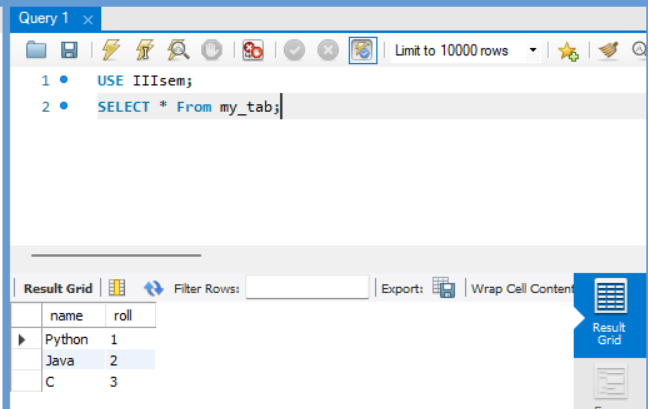 Query 1 ×
Limit to 10000 rows
1 USE IIIsem;
2 SELECT * From my_tab;
Result Grid Filter Rows: Export: Wrap Cell Content
name roll
Python 1
Java 2
C 3
Result
Grid